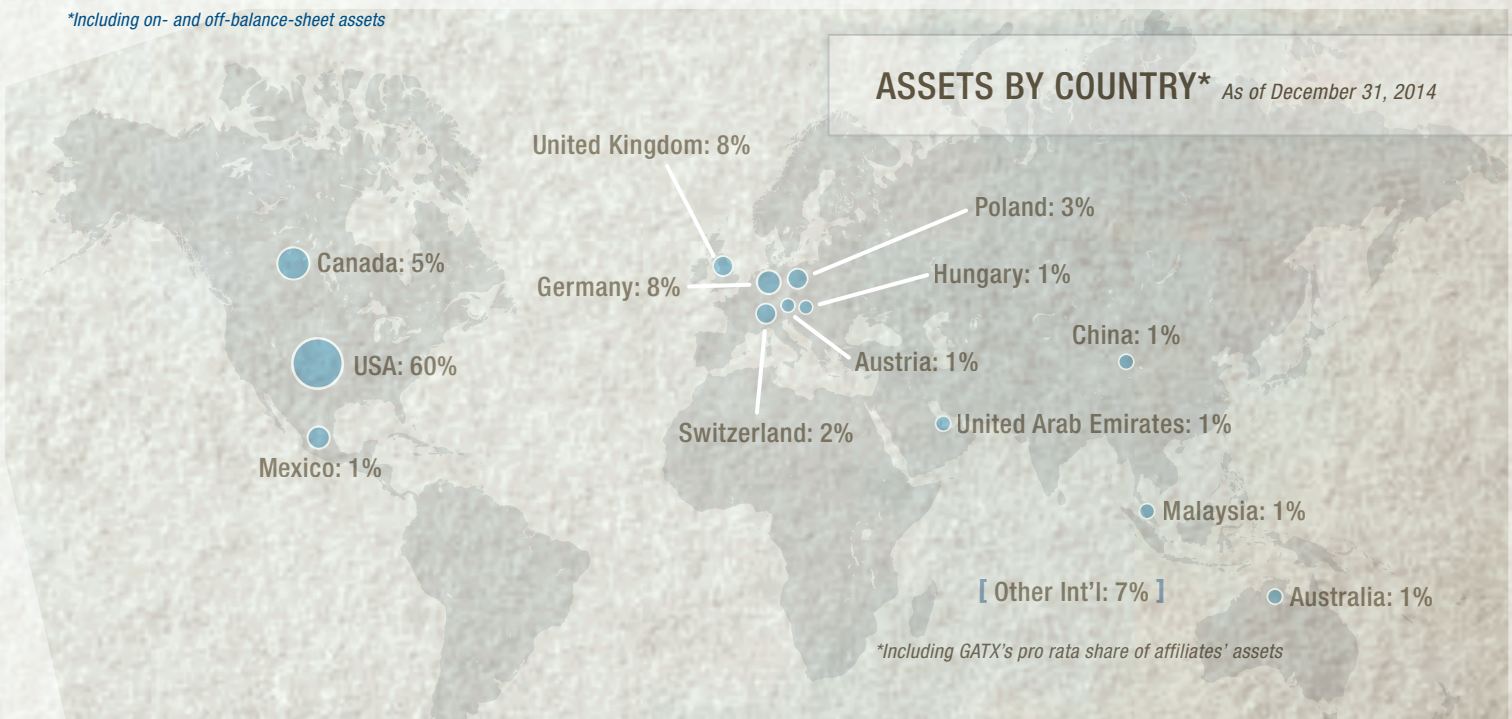 *Including on- and off-balance-sheet assets
ASSETS BY COUNTRY* As of December 31, 2014
United Kingdom: 8%
Poland: 3%
Canada: 5%
Germany: 8%
Hungary: 1%
China: 1%
USA: 60%
Austria: 1%
Switzerland: 2%
United Arab Emirates: 1%
Mexico: 1%
Malaysia: 1%
[ Other Int'l: 7% ]
Australia: 1%
*Including GATX's pro rata share of affiliates' assets